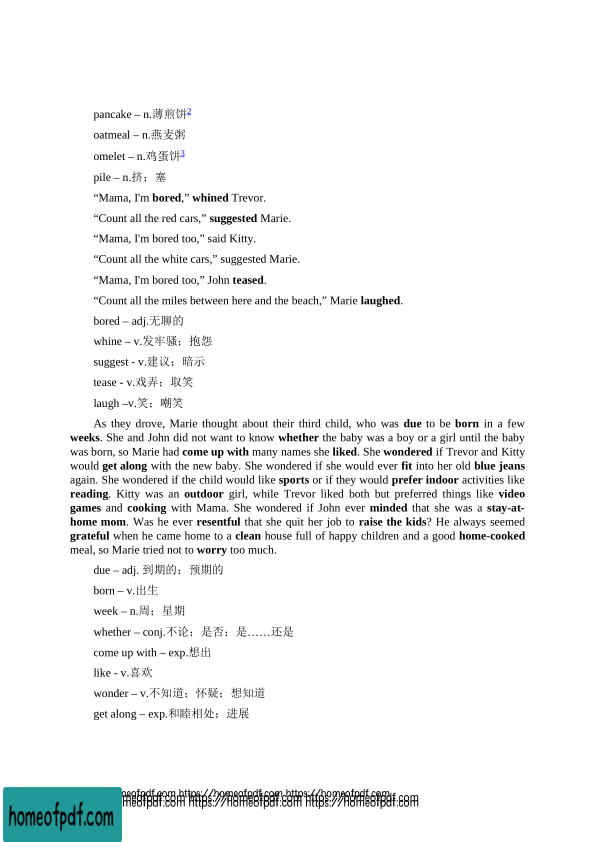 pancake – n.薄煎饼2
oatmeal – n.燕麦粥
omelet – n.鸡蛋饼3
pile – n.挤；塞
“Mama, I'm bored,” whined Trevor.
“Count all the red cars,” suggested Marie.
“Mama, I'm bored too,” said Kitty.
“Count all the white cars,” suggested Marie.
“Mama, I'm bored too,” John teased.
“Count all the miles between here and the beach,” Marie laughed.
bored – adj.无聊的
whine – v.发牢骚；抱怨
suggest - v.建议；暗示
tease - v.戏弄；取笑
laugh –v.笑；嘲笑
As they drove, Marie thought about their third child, who was due to be born in a few
weeks. She and John did not want to know whether the baby was a boy or a girl until the baby
was born, so Marie had come up with many names she liked. She wondered if Trevor and Kitty
would get along with the new baby. She wondered if she would ever fit into her old blue jeans
again. She wondered if the child would like sports or if they would prefer indoor activities like
reading. Kitty was an outdoor girl, while Trevor liked both but preferred things like video
games and cooking with Mama. She wondered if John ever minded that she was a stay-at-
home mom. Was he ever resentful that she quit her job to raise the kids? He always seemed
grateful when he came home to a clean house full of happy children and a good home-cooked
meal, so Marie tried not to worry too much.
due – adj. 到期的；预期的
born – v.出生
week – n.周；星期
whether – conj.不论；是否；是……还是
come up with – exp.想出
like - v.喜欢
wonder – v.不知道；怀疑；想知道
get along – exp.和睦相处；进展
homeofpdf.com https://homeofpdf.com https://homeofpdf.com
homeofpdf.com https://homeofpdf.com https://homeofpdf.com
homeofpdf.com